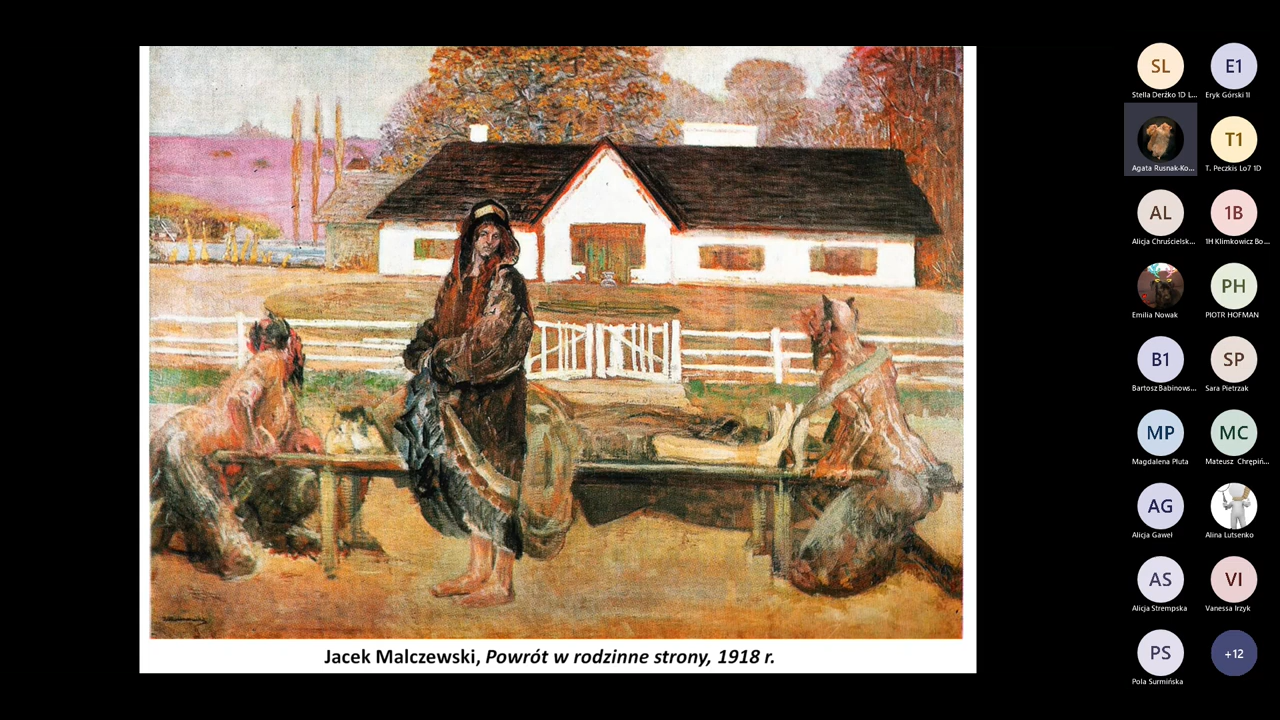 Jacek Malczewski, Powrót w rodzinne strony, 1918 r.
SL
E1
Stella Derżko 1D L...
Eryk Górski II
T1
Agata Rusnak-Ko...
T. Peczkis Lo7 1D
AL
1B
Alicja Chruścielsk...
1H Klimkowicz Bo...
PH
Emilia Nowak
PIOTR HOFMAN
B1
SP
Bartosz Babinows...
Sara Pietrzak
MP
MC
Magdalena Pluta
Mateusz Chrepiń...
AG
Alicja Gaweł
Alina Lutsenko
AS
VI
Alicja Strempska
Vanessa Irzyk
PS
+12
Pola Surmińska